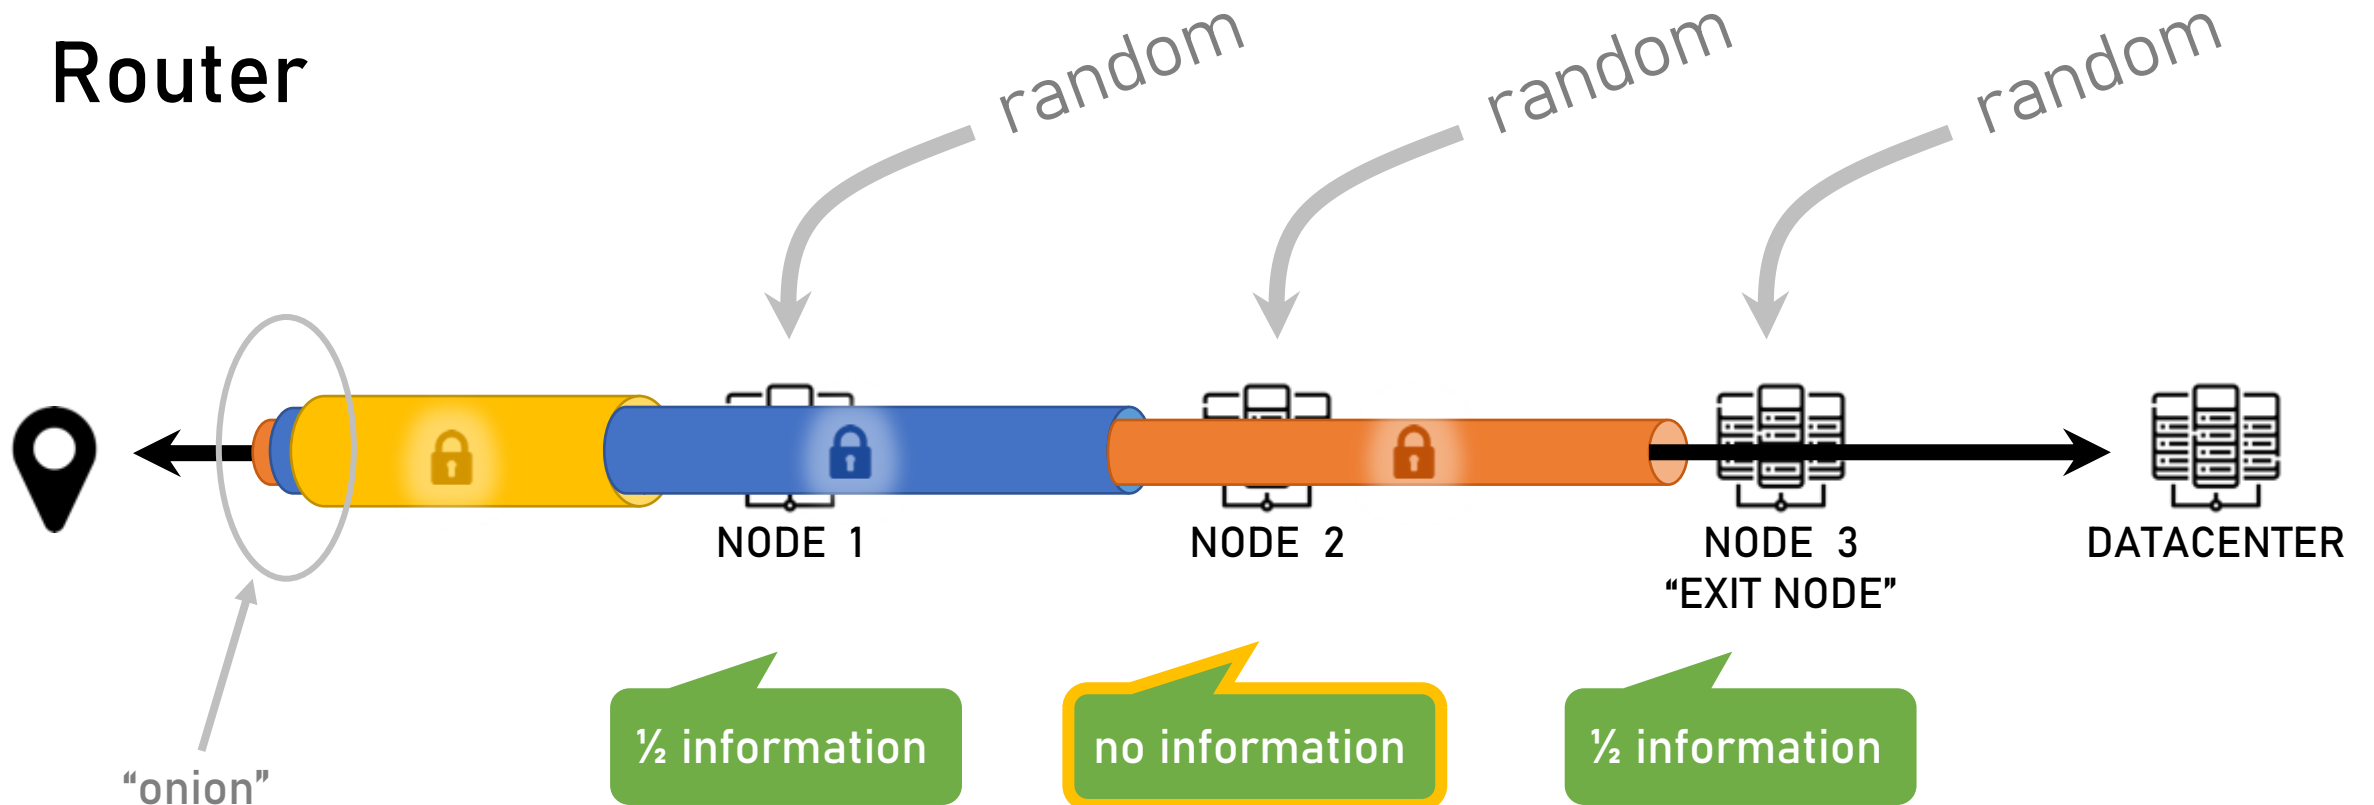 Router
random
random
random
NODE 1
NODE 2
NODE 3
“EXIT NODE”
DATACENTER
½ information
no information
½ information
“onion”